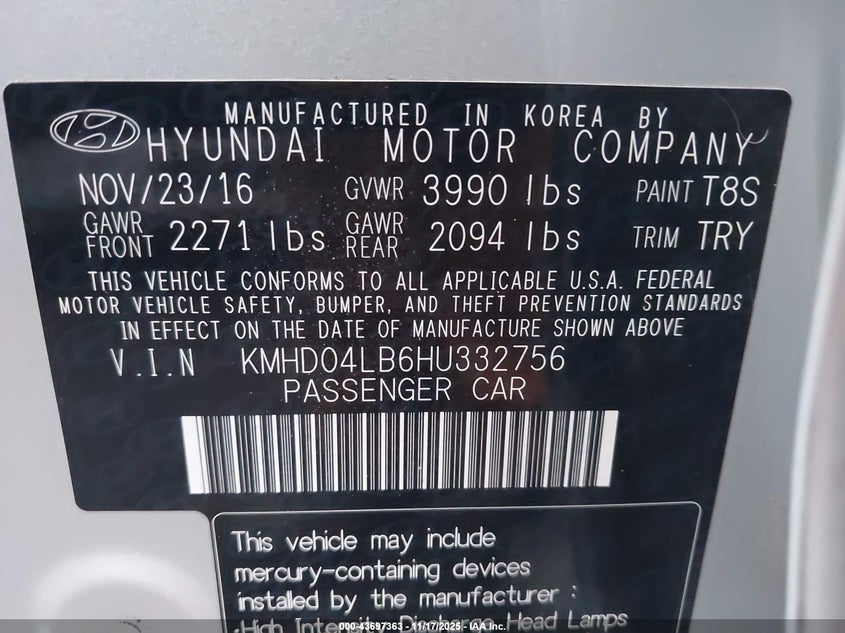 MANUFACTURED IN KOREA BY
HYUNDAI MOTOR COMPANY
NOV/23/16 GVWR 3990 lbs PAINT T8S
GAWR FRONT 2271 lbs GAWR REAR 2094 lbs TRIM TRY
THIS VEHICLE CONFORMS TO ALL APPLICABLE U.S.A. FEDERAL
MOTOR VEHICLE SAFETY, BUMPER, AND THEFT PREVENTION STANDARDS
IN EFFECT ON THE DATE OF MANUFACTURE SHOWN ABOVE
V.I.N KMHD04LB6HU332756
PASSENGER CAR
This vehicle may include
mercury-containing devices
installed by the manufacturer :
·High Intensity Discharge Head Lamps
000-43697363 - 11/17/2025 - IAA Inc.